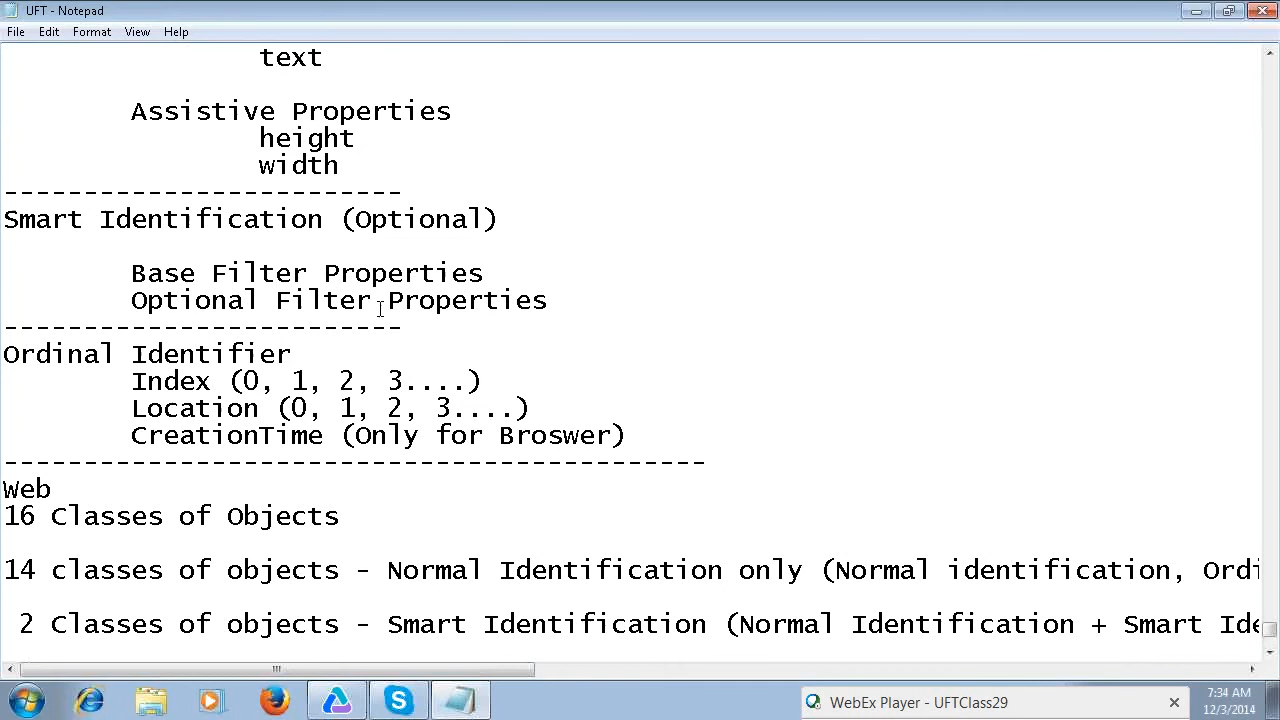 UFT - Notepad
File Edit Format View Help
text
Assistive Properties
height
width
-------------------------
Smart Identification (Optional)
Base Filter Properties
Optional Filter Properties
-------------------------
Ordinal Identifier
Index (0, 1, 2, 3....)
Location (0, 1, 2, 3....)
CreationTime (Only for Broswer)
--------------------------------------------
Web
16 Classes of Objects
14 classes of objects - Normal Identification only (Normal identification, Ordi
2 Classes of objects - Smart Identification (Normal Identification + Smart Ide
WebEx Player - UFTClass29
7:34 AM
12/3/2014